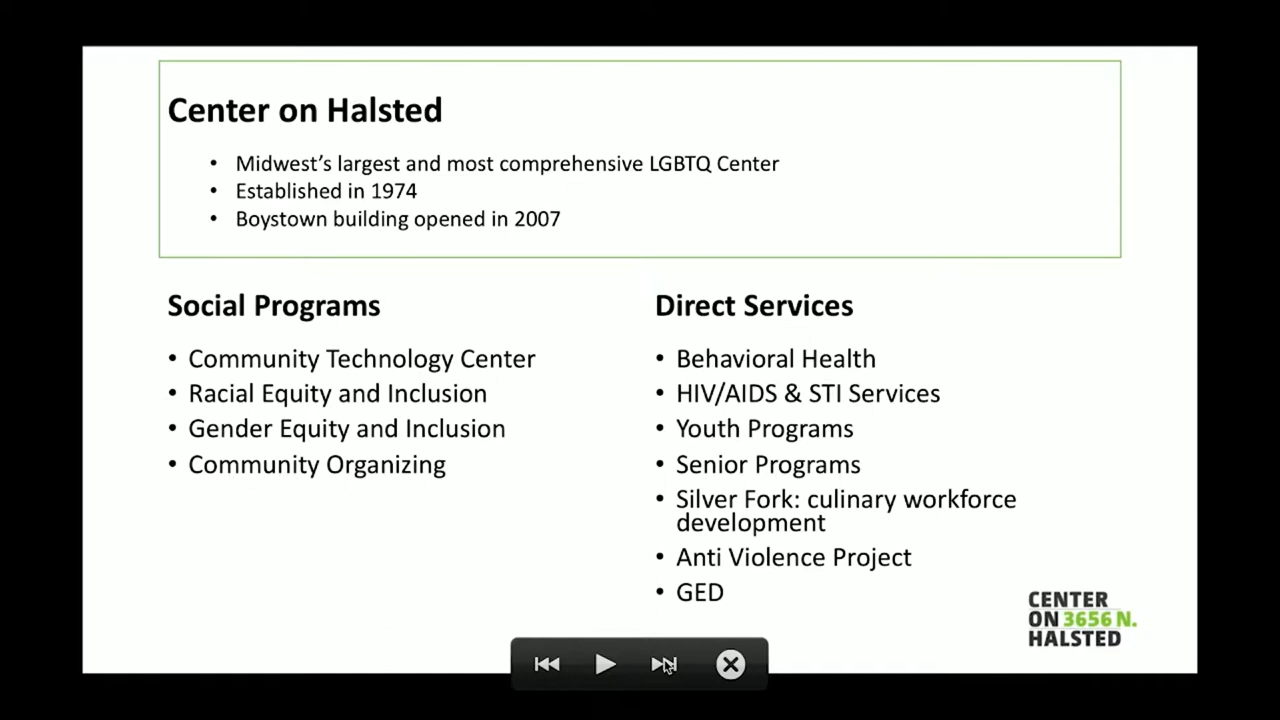 Center on Halsted
• Midwest’s largest and most comprehensive LGBTQ Center
• Established in 1974
• Boystown building opened in 2007
Social Programs
• Community Technology Center
• Racial Equity and Inclusion
• Gender Equity and Inclusion
• Community Organizing
Direct Services
• Behavioral Health
• HIV/AIDS & STI Services
• Youth Programs
• Senior Programs
• Silver Fork: culinary workforce
development
• Anti Violence Project
• GED
CENTER
ON 3656 N.
HALSTED